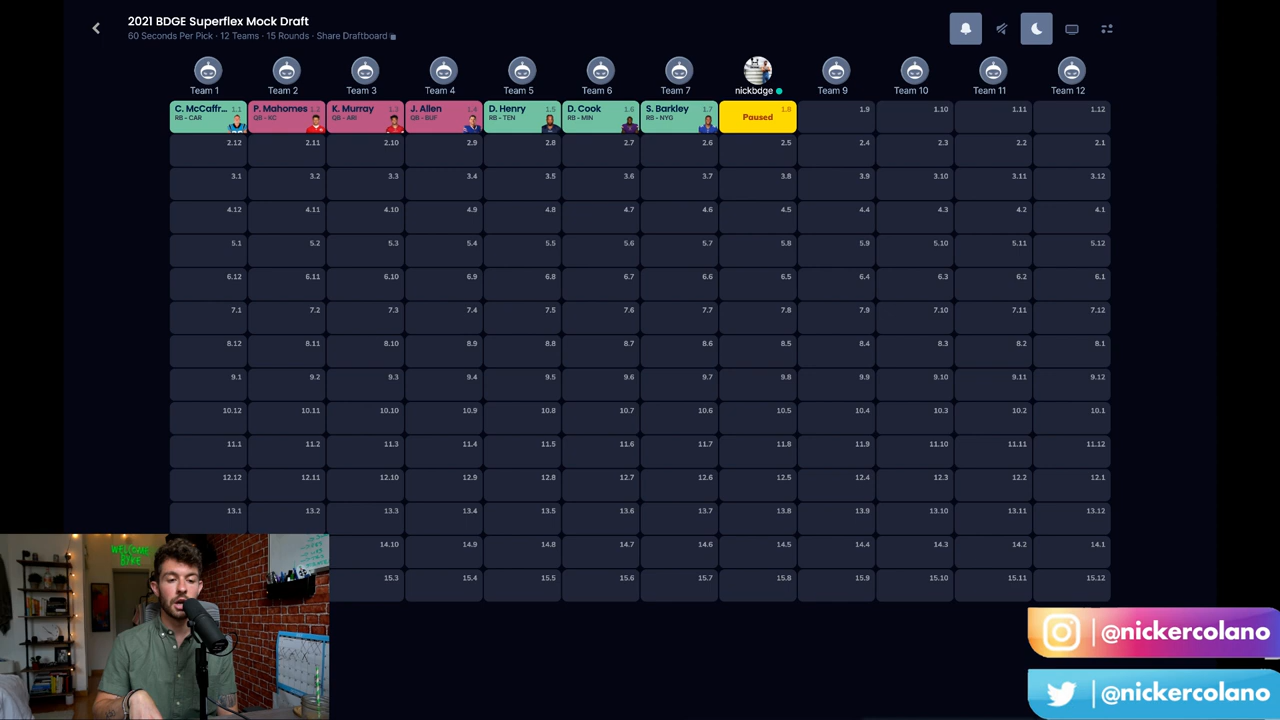 2021 BDGE Superflex Mock Draft
60 Seconds Per Pick · 12 Teams · 15 Rounds · Share Draftboard
Team 1 Team 2 Team 3 Team 4 Team 5 Team 6 Team 7 nickbdge Team 9 Team 10 Team 11 Team 12
C. McCaffr... 1.1 P. Mahomes 1.2 K. Murray 1.3 J. Allen 1.4 D. Henry 1.5 D. Cook 1.6 S. Barkley 1.7 1.8 1.9 1.10 1.11 1.12
RB - CAR QB - KC QB - ARI QB - BUF RB - TEN RB - MIN RB - NYG Paused
2.12 2.11 2.10 2.9 2.8 2.7 2.6 2.5 2.4 2.3 2.2 2.1
3.1 3.2 3.3 3.4 3.5 3.6 3.7 3.8 3.9 3.10 3.11 3.12
4.12 4.11 4.10 4.9 4.8 4.7 4.6 4.5 4.4 4.3 4.2 4.1
5.1 5.2 5.3 5.4 5.5 5.6 5.7 5.8 5.9 5.10 5.11 5.12
6.12 6.11 6.10 6.9 6.8 6.7 6.6 6.5 6.4 6.3 6.2 6.1
7.1 7.2 7.3 7.4 7.5 7.6 7.7 7.8 7.9 7.10 7.11 7.12
8.12 8.11 8.10 8.9 8.8 8.7 8.6 8.5 8.4 8.3 8.2 8.1
9.1 9.2 9.3 9.4 9.5 9.6 9.7 9.8 9.9 9.10 9.11 9.12
10.12 10.11 10.10 10.9 10.8 10.7 10.6 10.5 10.4 10.3 10.2 10.1
11.1 11.2 11.3 11.4 11.5 11.6 11.7 11.8 11.9 11.10 11.11 11.12
12.12 12.11 12.10 12.9 12.8 12.7 12.6 12.5 12.4 12.3 12.2 12.1
13.1 13.2 13.3 13.4 13.5 13.6 13.7 13.8 13.9 13.10 13.11 13.12
14.10 14.9 14.8 14.7 14.6 14.5 14.4 14.3 14.2 14.1
15.3 15.4 15.5 15.6 15.7 15.8 15.9 15.10 15.11 15.12
WELCOME
BYKE
@nickercolano
@nickercolano